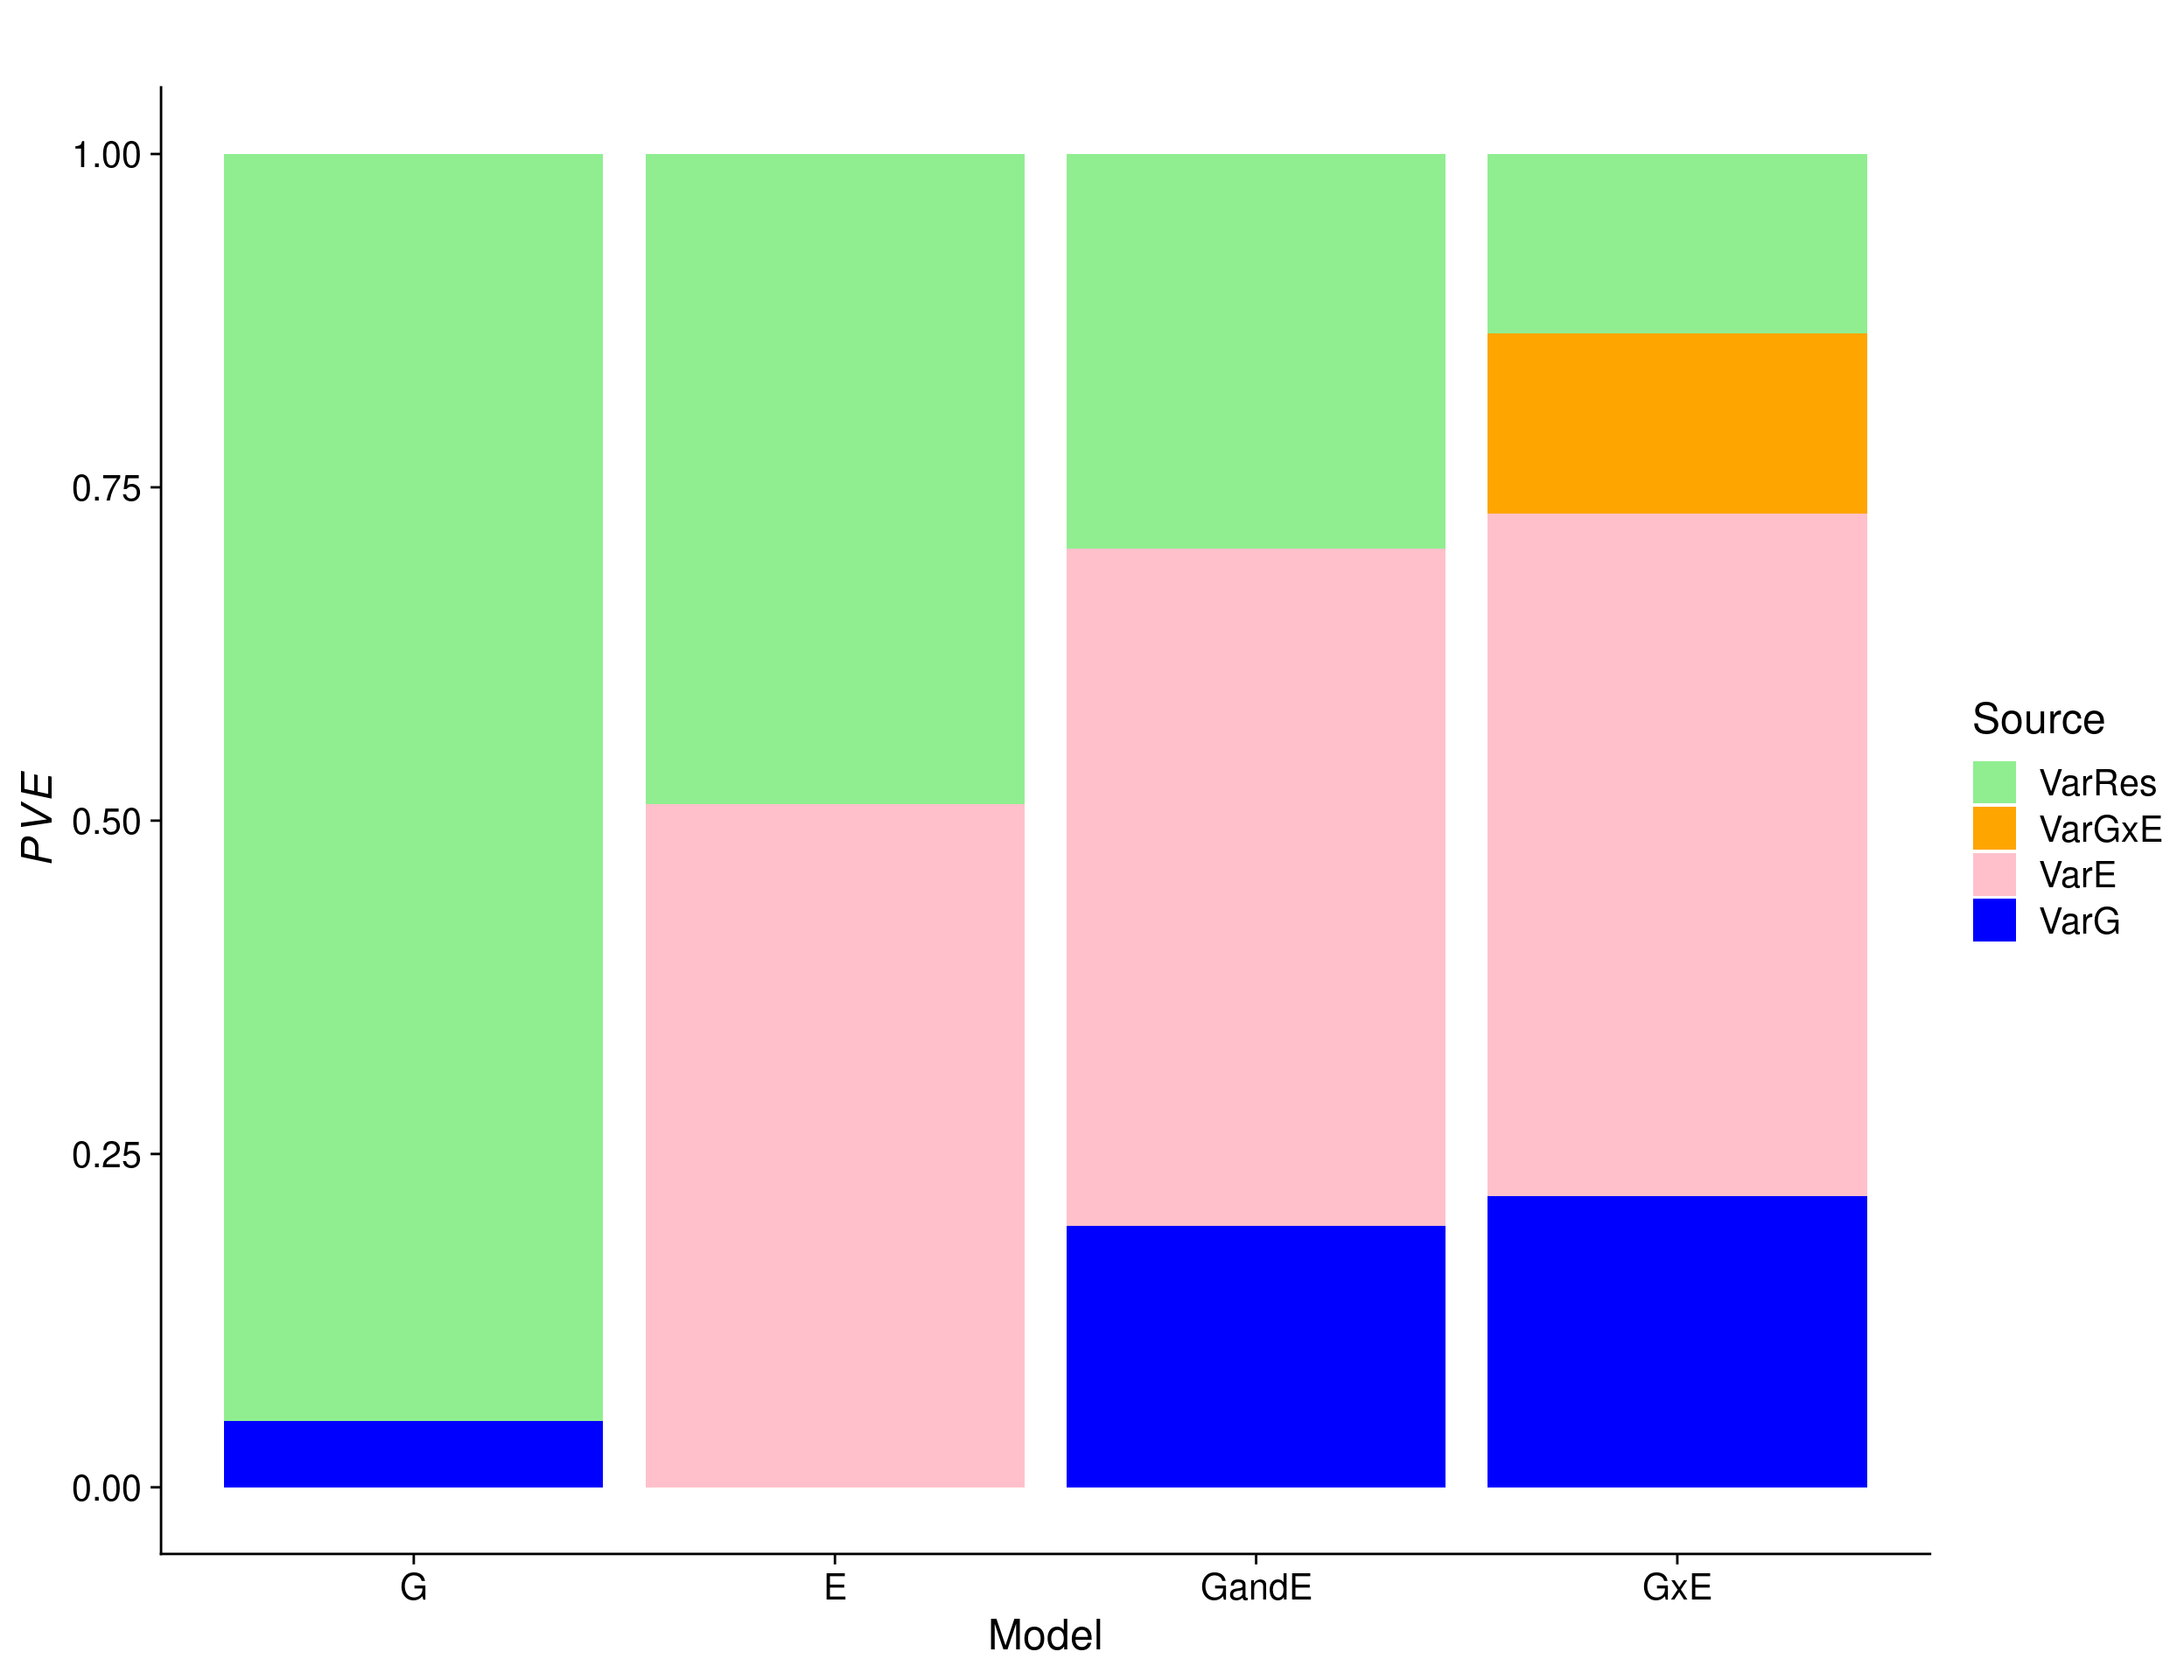 PVE
1.00
0.75
0.50
0.25
0.00
G
E
GandE
GxE
Model
Source
VarRes
VarGxE
VarE
VarG